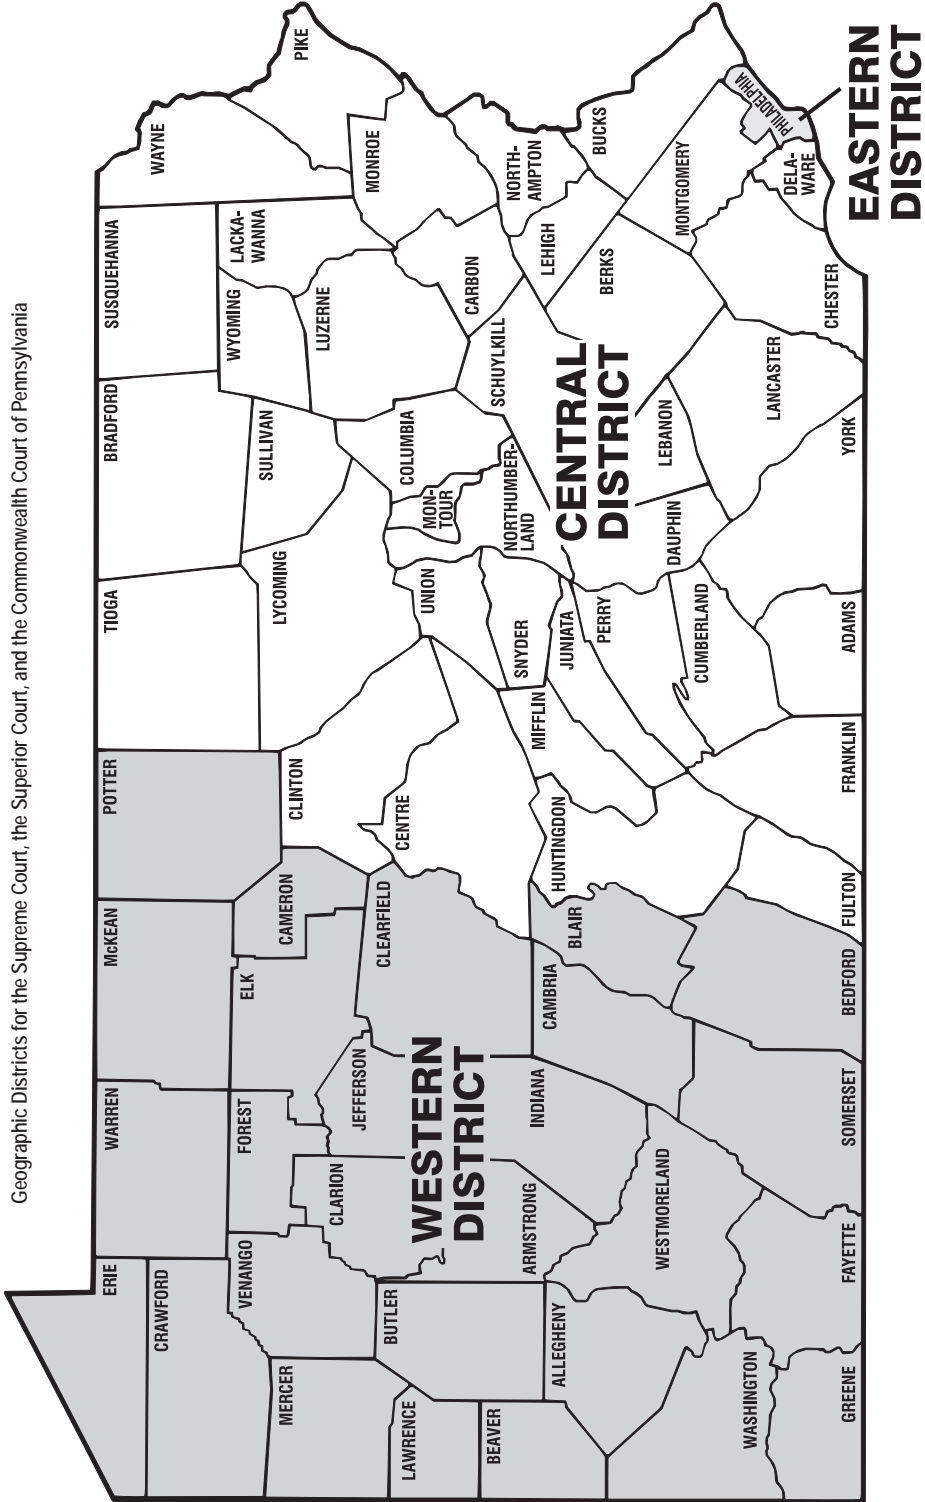 Geographic Districts for the Supreme Court, the Superior Court, and the Commonwealth Court of Pennsylvania
ERIE
WARREN
McKEAN
POTTER
TIOGA
BRADFORD
SUSQUEHANNA
WAYNE
PIKE
CRAWFORD
VENANGO
FOREST
ELK
CAMERON
CLINTON
LYCOMING
SULLIVAN
WYOMING
LACKA-
WANNA
LUZERNE
MONROE
MERCER
CLARION
JEFFERSON
CLEARFIELD
CENTRE
UNION
MON-
TOUR
COLUMBIA
CARBON
NORTH-
AMPTON
BUTLER
LAWRENCE
WESTERN
DISTRICT
BEAVER
ARMSTRONG
INDIANA
CAMBRIA
BLAIR
HUNTINGDON
MIFFLIN
SNYDER
JUNIATA
NORTHUMBER-
LAND
SCHUYLKILL
LEHIGH
BUCKS
PERRY
CENTRAL
DISTRICT
BERKS
ALLEGHENY
WESTMORELAND
DAUPHIN
LEBANON
MONTGOMERY
CUMBERLAND
LANCASTER
PHILADELPHIA
DELA-
WARE
CHESTER
WASHINGTON
GREENE
FAYETTE
SOMERSET
BEDFORD
FULTON
FRANKLIN
ADAMS
YORK
EASTERN
DISTRICT